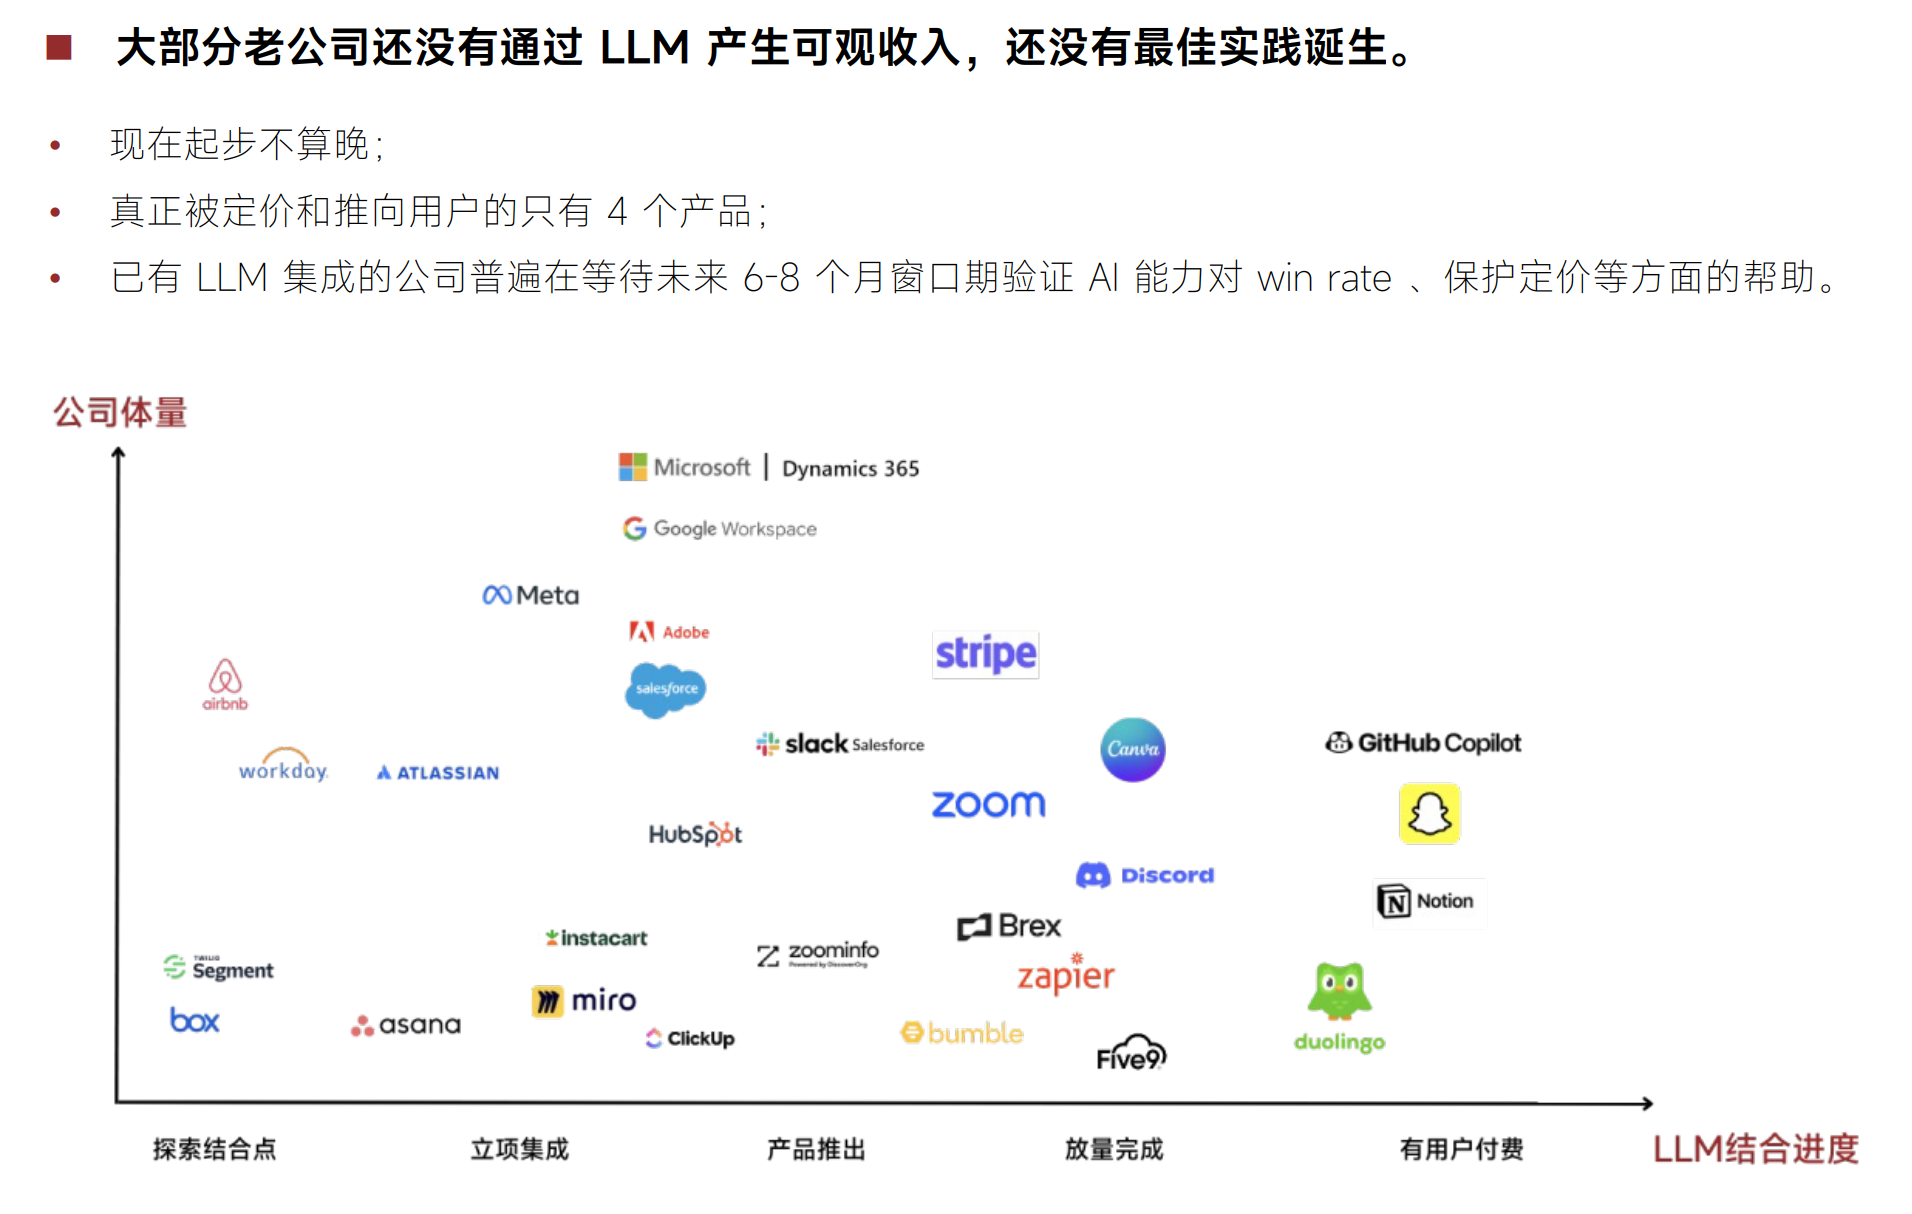 大部分老公司还没有通过 LLM 产生可观收入，还没有最佳实践诞生。
现在起步不算晚；
真正被定价和推向用户的只有 4 个产品；
已有 LLM 集成的公司普遍在等待未来 6-8 个月窗口期验证 AI 能力对 win rate 、保护定价等方面的帮助。
公司体量
Microsoft | Dynamics 365
Google Workspace
Meta
Adobe
salesforce
stripe
airbnb
slack Salesforce
Canva
GitHub Copilot
workday.
ATLASSIAN
zoom
HubSpot
Discord
Notion
Brex
instacart
zoominfo
Powered by DiscoverOrg
TWILIO
Segment
zapier
miro
box
asana
ClickUp
bumble
Five9
duolingo
探索结合点
立项集成
产品推出
放量完成
有用户付费
LLM结合进度